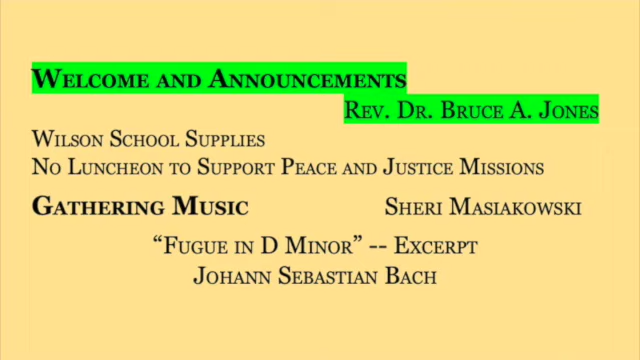 Welcome and Announcements
Rev. Dr. Bruce A. Jones
Wilson School Supplies
No Luncheon to Support Peace and Justice Missions
Gathering Music Sheri Masiakowski
“Fugue in D Minor” -- Excerpt
Johann Sebastian Bach